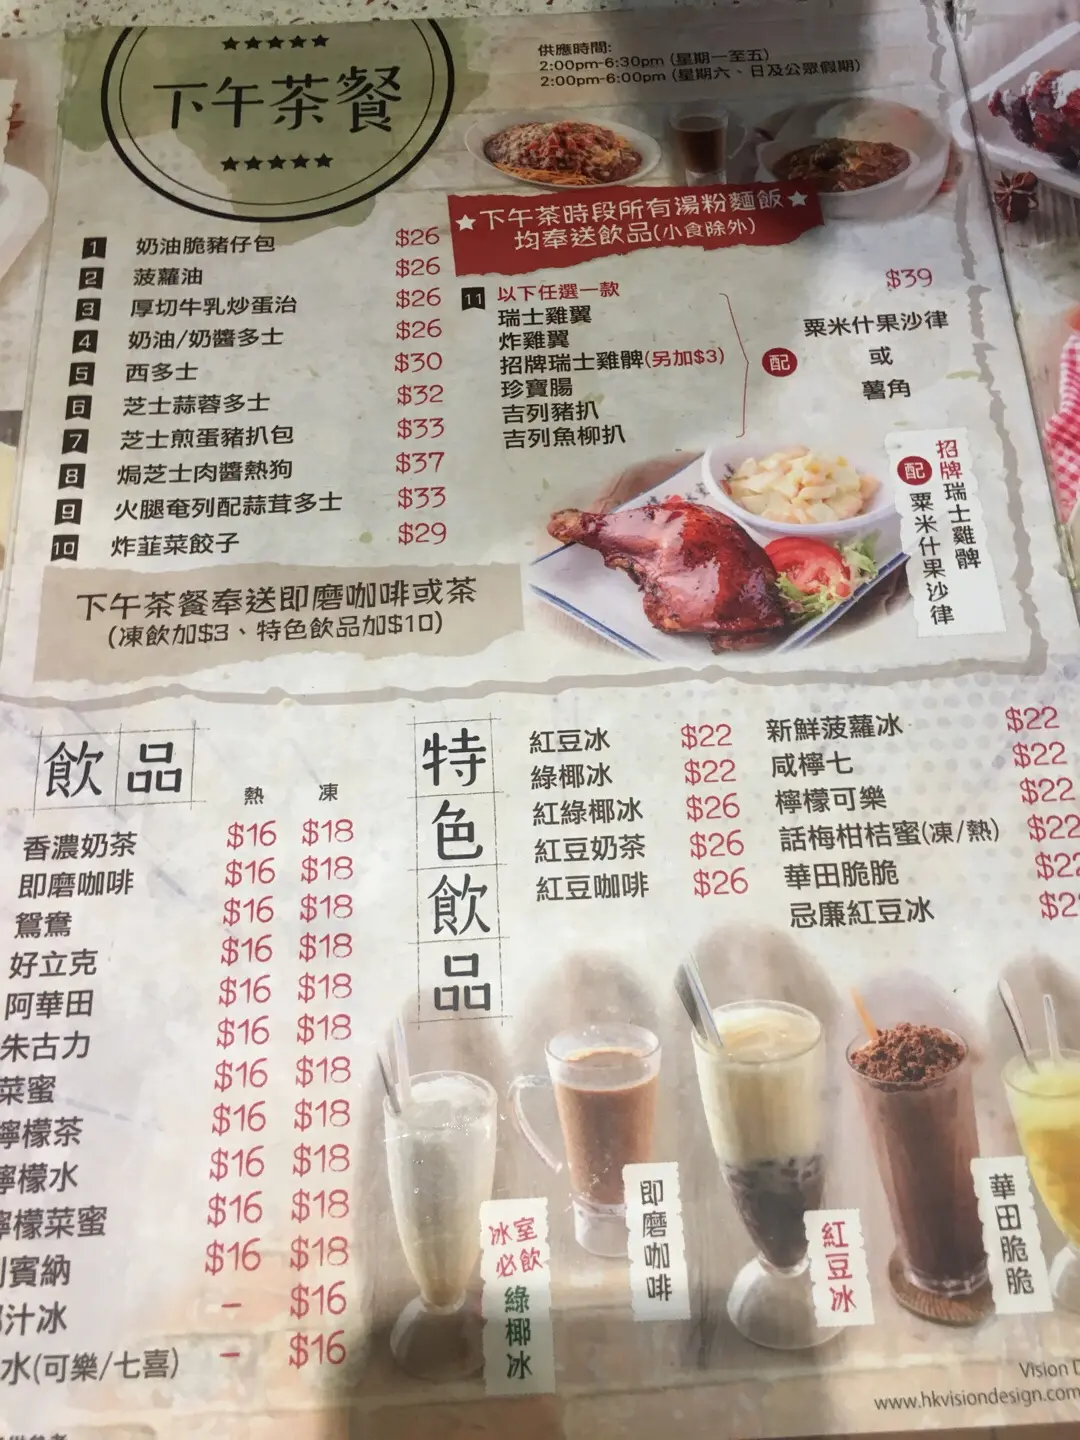 下午茶餐
供應時間:
2:00pm-6:30pm (星期一至五)
2:00pm-6:00pm (星期六、日及公眾假期)
下午茶時段所有湯粉麵飯
均奉送飲品(小食除外)
1 奶油脆豬仔包 $26
2 菠蘿油 $26
3 厚切牛乳炒蛋治 $26
4 奶油/奶醬多士 $26
5 西多士 $30
6 芝士蒜蓉多士 $32
7 芝士煎蛋豬扒包 $33
8 焗芝士肉醬熱狗 $37
9 火腿奄列配蒜茸多士 $33
10 炸韮菜餃子 $29
下午茶餐奉送即磨咖啡或茶
(凍飲加$3、特色飲品加$10)
11 以下任選一款 $39
瑞士雞翼
炸雞翼
招牌瑞士雞髀(另加$3)
珍寶腸
吉列豬扒
吉列魚柳扒
配
粟米什果沙律
或
薯角
招牌瑞士雞髀
配粟米什果沙律
飲品
熱 凍
香濃奶茶 $16 $18
即磨咖啡 $16 $18
鴛鴦 $16 $18
好立克 $16 $18
阿華田 $16 $18
朱古力 $16 $18
菜蜜 $16 $18
檸檬茶 $16 $18
檸檬水 $16 $18
檸檬菜蜜 $16 $18
賓納 $16 $18
汁冰 – $16
水(可樂/七喜) – $16
特色飲品
紅豆冰 $22
綠椰冰 $22
紅綠椰冰 $26
紅豆奶茶 $26
紅豆咖啡 $26
新鮮菠蘿冰 $22
咸檸七 $22
檸檬可樂 $22
話梅柑桔蜜(凍/熱) $22
華田脆脆 $22
忌廉紅豆冰
冰室
必飲
綠椰冰
即磨咖啡
紅豆冰
華田脆脆
Vision
www.hkvisiondesign.com